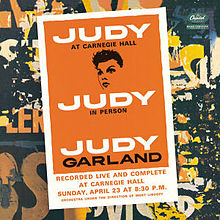 Capitol
JUDY
AT CARNEGIE HALL
JUDY
IN PERSON
JUDY
GARLAND
RECORDED LIVE AND COMPLETE
AT CARNEGIE HALL
SUNDAY, APRIL 23 AT 8:30 P.M.
ORCHESTRA UNDER THE DIRECTION OF MORT LINDSEY